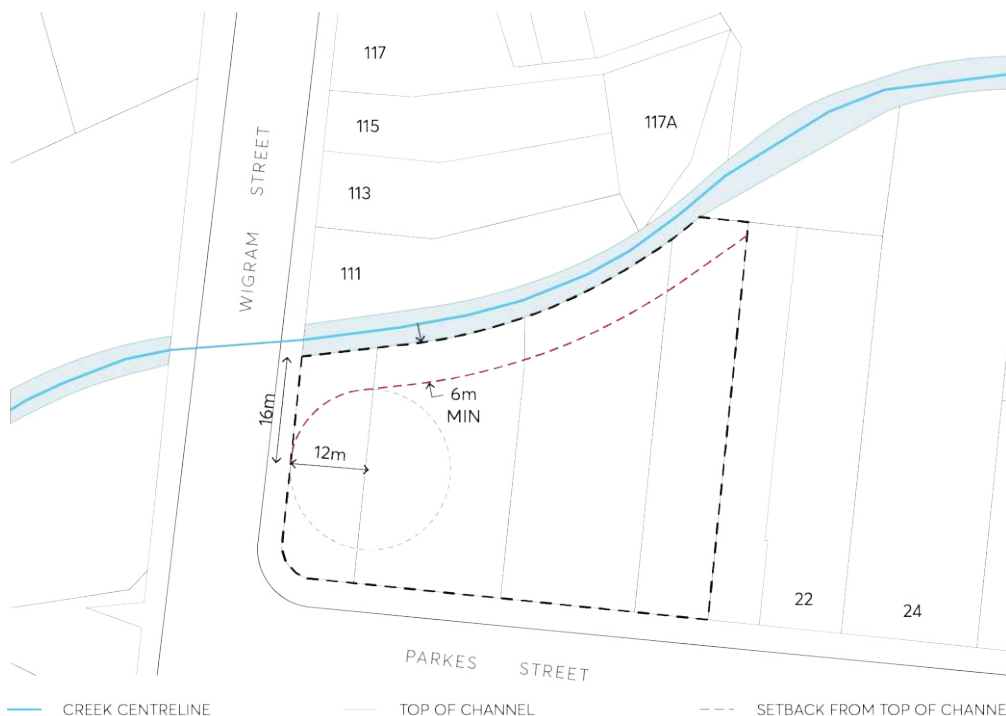 117
115
117A
113
WIGRAM STREET
111
16m
6m
MIN
12m
22
24
PARKES STREET
CREEK CENTRELINE
TOP OF CHANNEL
SETBACK FROM TOP OF CHANNE